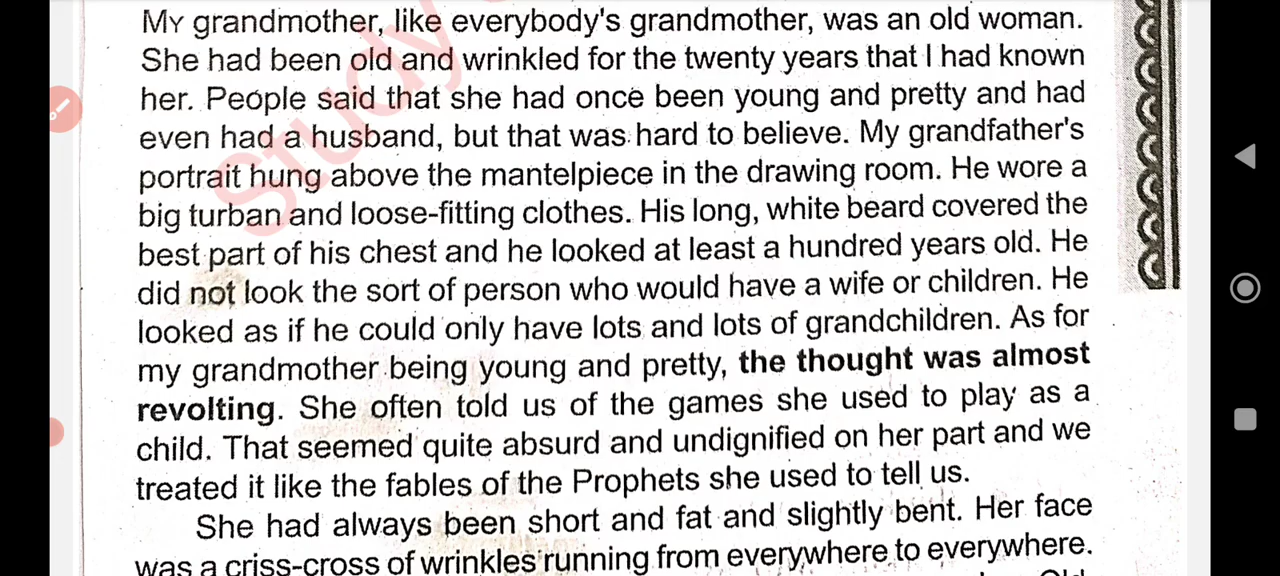 My grandmother, like everybody's grandmother, was an old woman.
She had been old and wrinkled for the twenty years that I had known
her. People said that she had once been young and pretty and had
even had a husband, but that was hard to believe. My grandfather's
portrait hung above the mantelpiece in the drawing room. He wore a
big turban and loose-fitting clothes. His long, white beard covered the
best part of his chest and he looked at least a hundred years old. He
did not look the sort of person who would have a wife or children. He
looked as if he could only have lots and lots of grandchildren. As for
my grandmother being young and pretty, the thought was almost
revolting. She often told us of the games she used to play as a
child. That seemed quite absurd and undignified on her part and we
treated it like the fables of the Prophets she used to tell us.
She had always been short and fat and slightly bent. Her face
was a criss-cross of wrinkles running from everywhere to everywhere.
Study